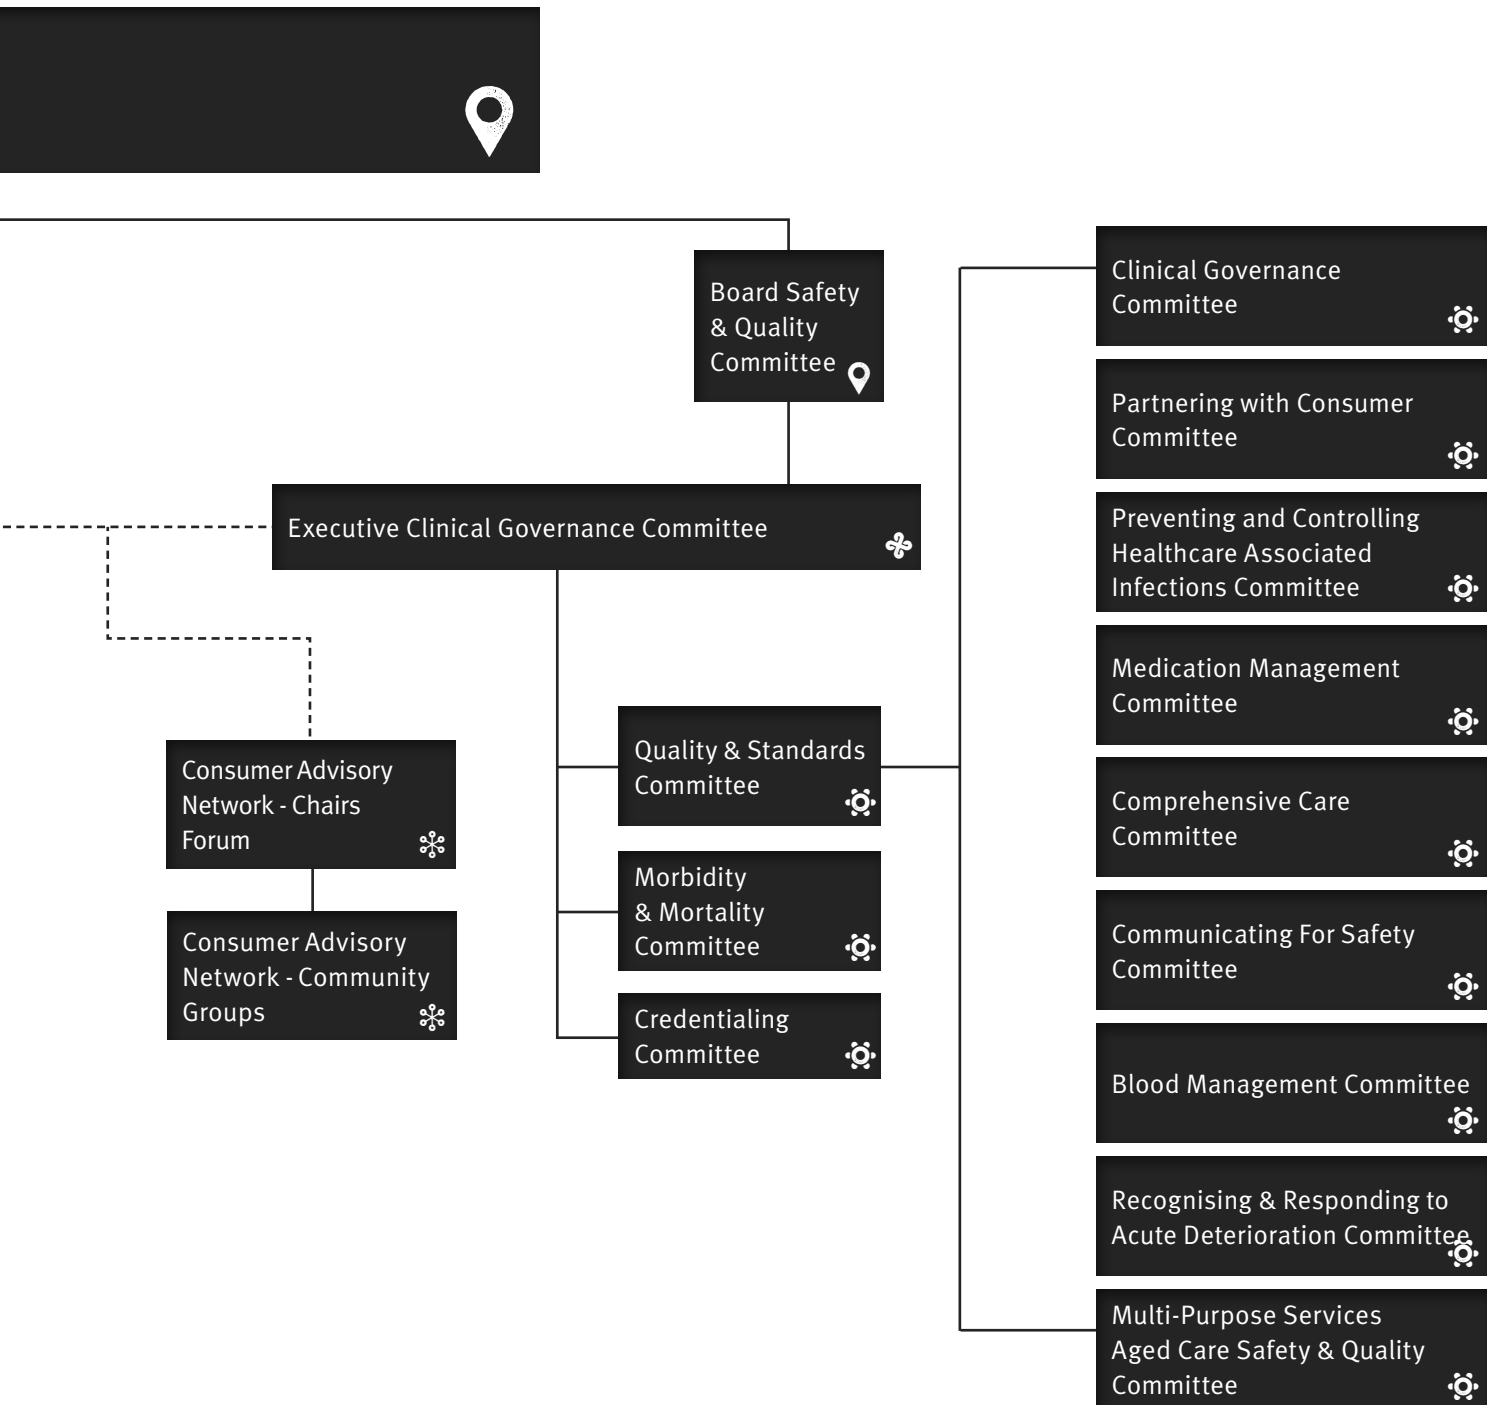 Board Safety
& Quality
Committee
Executive Clinical Governance Committee
Consumer Advisory
Network - Chairs
Forum
Consumer Advisory
Network - Community
Groups
Quality & Standards
Committee
Morbidity
& Mortality
Committee
Credentialing
Committee
Clinical Governance
Committee
Partnering with Consumer
Committee
Preventing and Controlling
Healthcare Associated
Infections Committee
Medication Management
Committee
Comprehensive Care
Committee
Communicating For Safety
Committee
Blood Management Committee
Recognising & Responding to
Acute Deterioration Committee
Multi-Purpose Services
Aged Care Safety & Quality
Committee